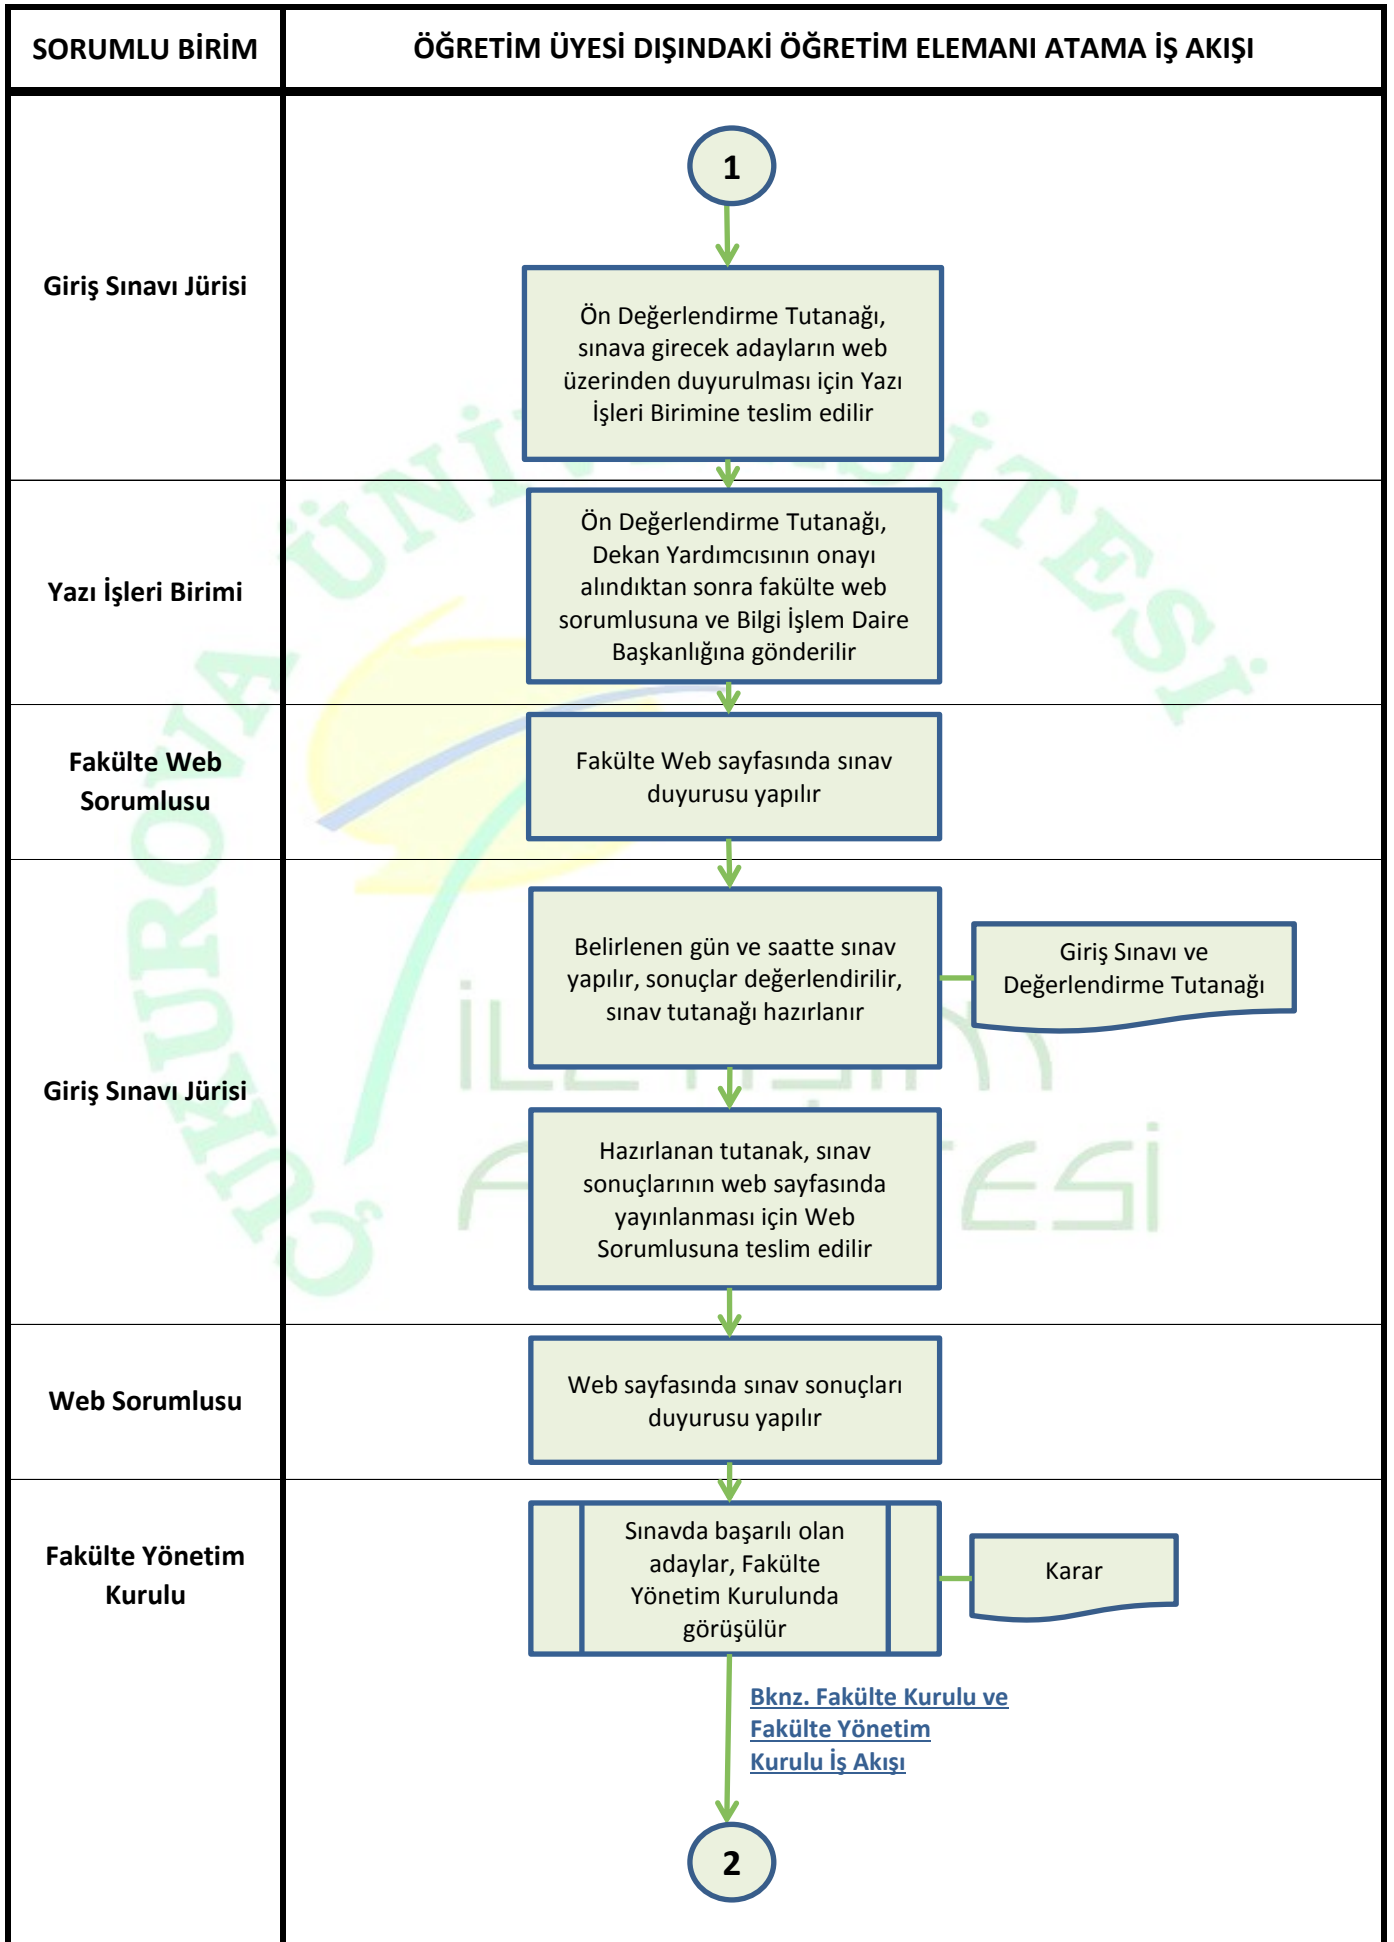 SORUMLU BİRİM
ÖĞRETİM ÜYESİ DIŞINDAKİ ÖĞRETİM ELEMANI ATAMA İŞ AKIŞI
1
Giriş Sınavı Jürisi
Ön Değerlendirme Tutanağı,
sınava girecek adayların web
üzerinden duyurulması için Yazı
İşleri Birimine teslim edilir
Yazı İşleri Birimi
Ön Değerlendirme Tutanağı,
Dekan Yardımcısının onayı
alındıktan sonra fakülte web
sorumlusuna ve Bilgi İşlem Daire
Başkanlığına gönderilir
Fakülte Web
Sorumlusu
Fakülte Web sayfasında sınav
duyurusu yapılır
Giriş Sınavı Jürisi
Belirlenen gün ve saatte sınav
yapılır, sonuçlar değerlendirilir,
sınav tutanağı hazırlanır
Giriş Sınavı ve
Değerlendirme Tutanağı
Hazırlanan tutanak, sınav
sonuçlarının web sayfasında
yayınlanması için Web
Sorumlusuna teslim edilir
Web Sorumlusu
Web sayfasında sınav sonuçları
duyurusu yapılır
Fakülte Yönetim
Kurulu
Sınavda başarılı olan
adaylar, Fakülte
Yönetim Kurulunda
görüşülür
Karar
Bknz. Fakülte Kurulu ve
Fakülte Yönetim
Kurulu İş Akışı
2